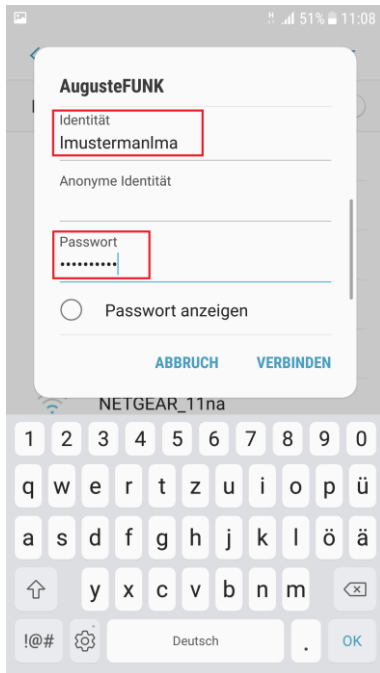 51% 11:08
AugusteFUNK
Identität
lmustermanlma
Anonyme Identität
Passwort
••••••••••
Passwort anzeigen
ABBRUCH VERBINDEN
NETGEAR_11na
1 2 3 4 5 6 7 8 9 0
q w e r t z u i o p ü
a s d f g h j k l ö ä
y x c v b n m
!@# Deutsch . OK